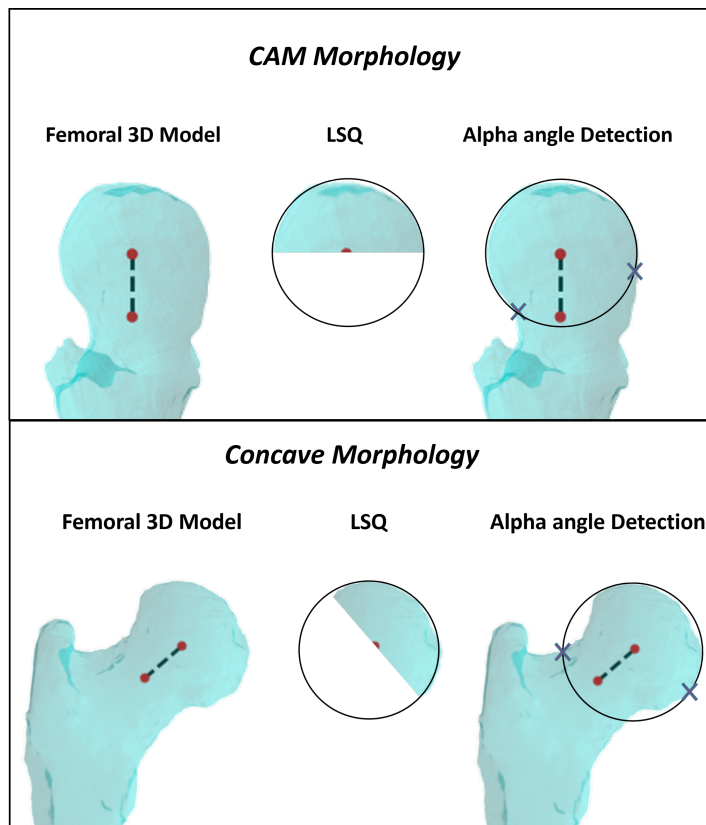 CAM Morphology
Femoral 3D Model LSQ Alpha angle Detection
Concave Morphology
Femoral 3D Model LSQ Alpha angle Detection